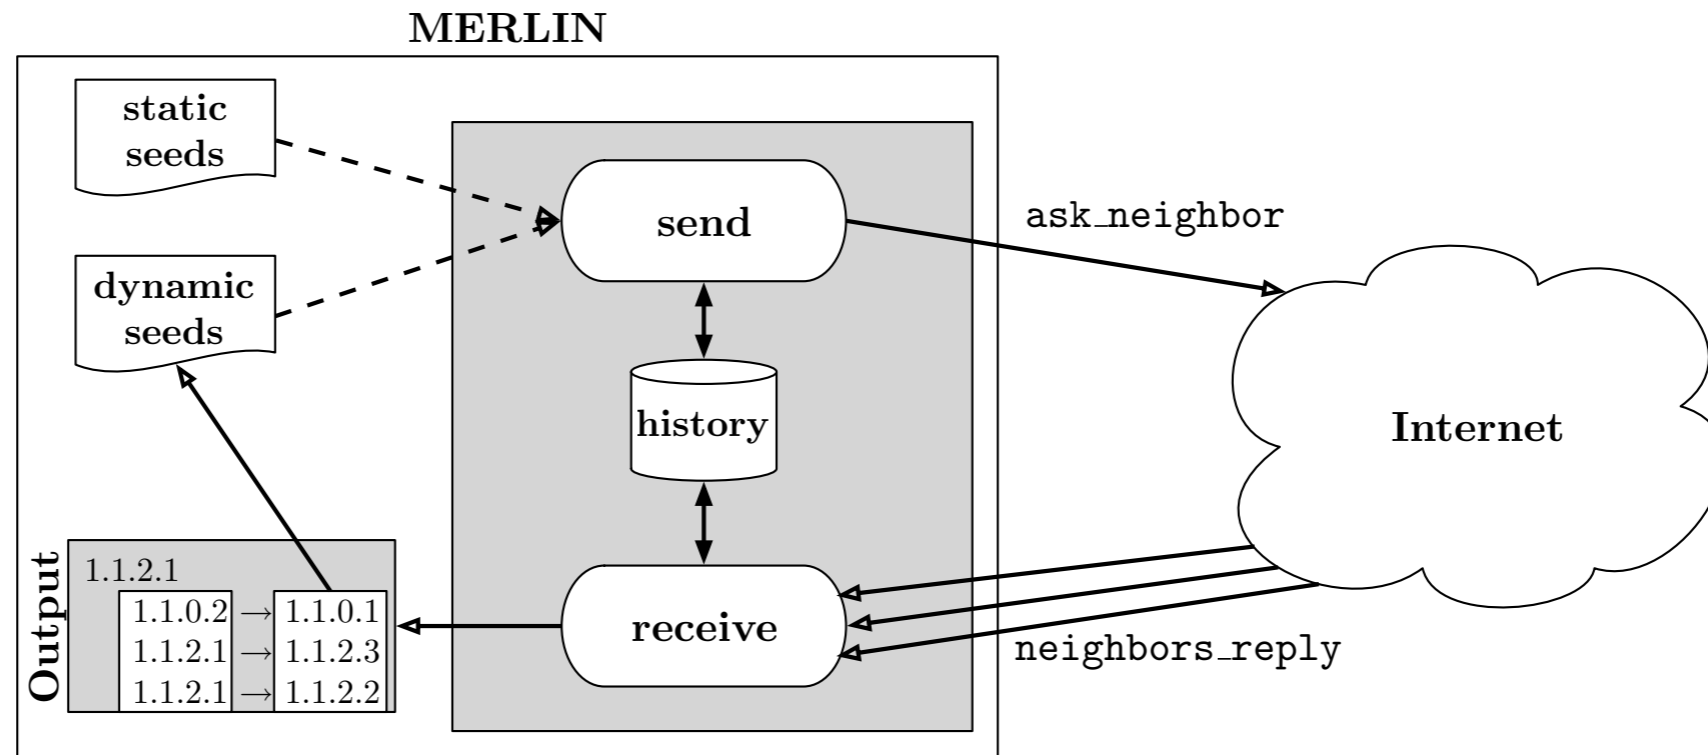 MERLIN
static
seeds
send
ask_neighbor
dynamic
seeds
history
Internet
Output
1.1.2.1
1.1.0.2 → 1.1.0.1
1.1.2.1 → 1.1.2.3
1.1.2.1 → 1.1.2.2
receive
neighbors_reply